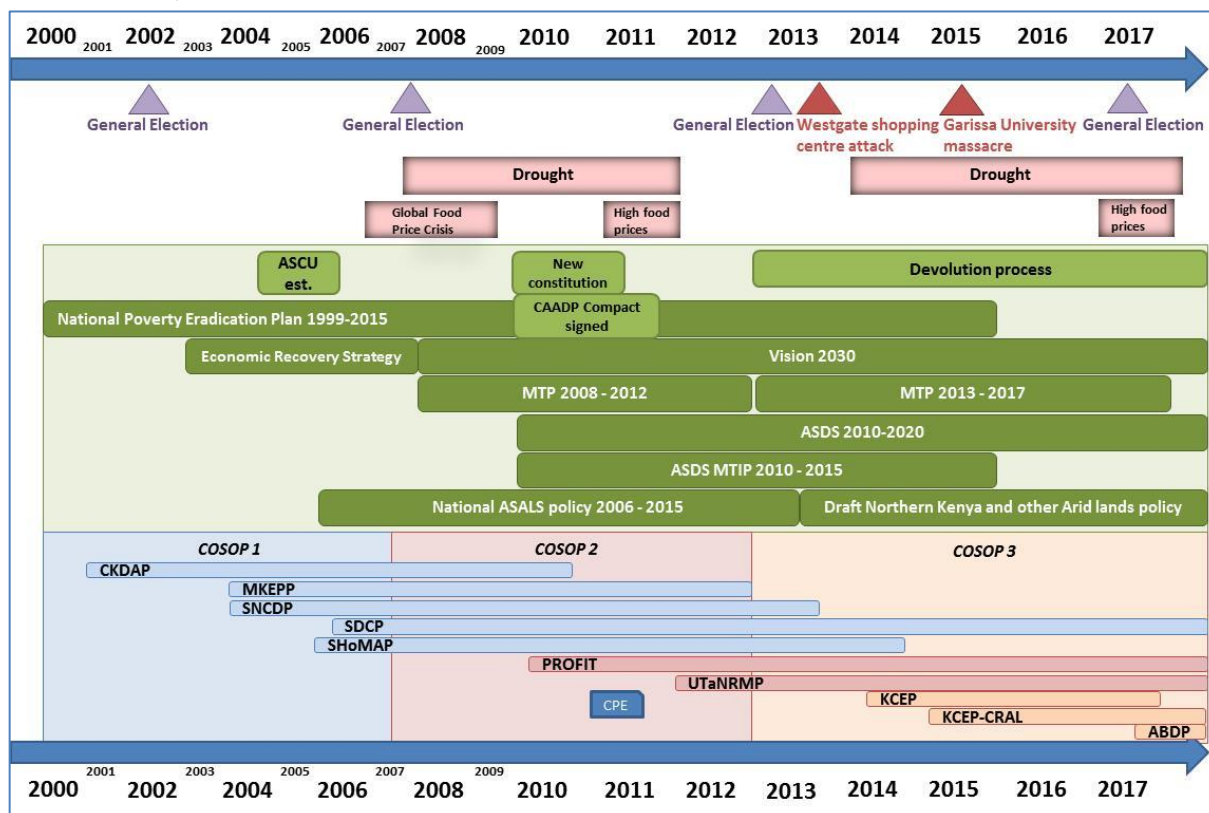 2000 2001 2002 2003 2004 2005 2006 2007 2008 2009 2010 2011 2012 2013 2014 2015 2016 2017
General Election
General Election
General Election
Westgate shopping
centre attack
Garissa University
massacre
General Election
Drought
Drought
Global Food
Price Crisis
High food
prices
High food
prices
ASCU
est.
New
constitution
Devolution process
National Poverty Eradication Plan 1999-2015
CAADP Compact
signed
Economic Recovery Strategy
Vision 2030
MTP 2008 - 2012
MTP 2013 - 2017
ASDS 2010-2020
ASDS MTIP 2010 - 2015
National ASALS policy 2006 - 2015
Draft Northern Kenya and other Arid lands policy
COSOP 1
COSOP 2
COSOP 3
CKDAP
MKEPP
SNCDP
SDCP
SHoMAP
PROFIT
UTaNRMP
CPE
KCEP
KCEP-CRAL
ABDP
2000 2001 2002 2003 2004 2005 2006 2007 2008 2009 2010 2011 2012 2013 2014 2015 2016 2017